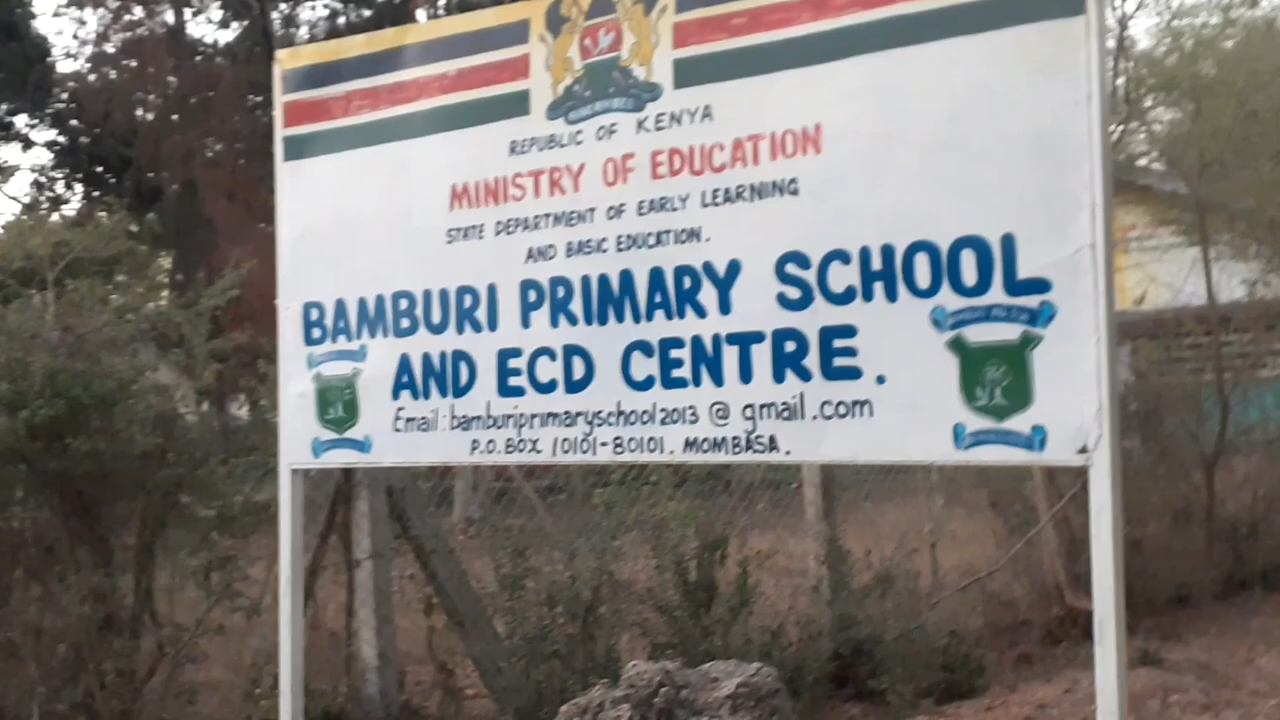 REPUBLIC OF KENYA
MINISTRY OF EDUCATION
STATE DEPARTMENT OF EARLY LEARNING
AND BASIC EDUCATION.
BAMBURI PRIMARY SCHOOL
AND ECD CENTRE.
Email: bamburiprimaryschool2013 @ gmail.com
P.O. BOX 10101-80101. MOMBASA.